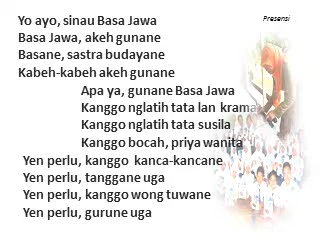 Presensi
Yo ayo, sinau Basa Jawa
Basa Jawa, akeh gunane
Basane, sastra budayane
Kabeh-kabeh akeh gunane
Apa ya, gunane Basa Jawa
Kanggo nglatih tata lan krama
Kanggo nglatih tata susila
Kanggo bocah, priya wanita
Yen perlu, kanggo kanca-kancane
Yen perlu, tanggane uga
Yen perlu, kanggo wong tuwane
Yen perlu, gurune uga